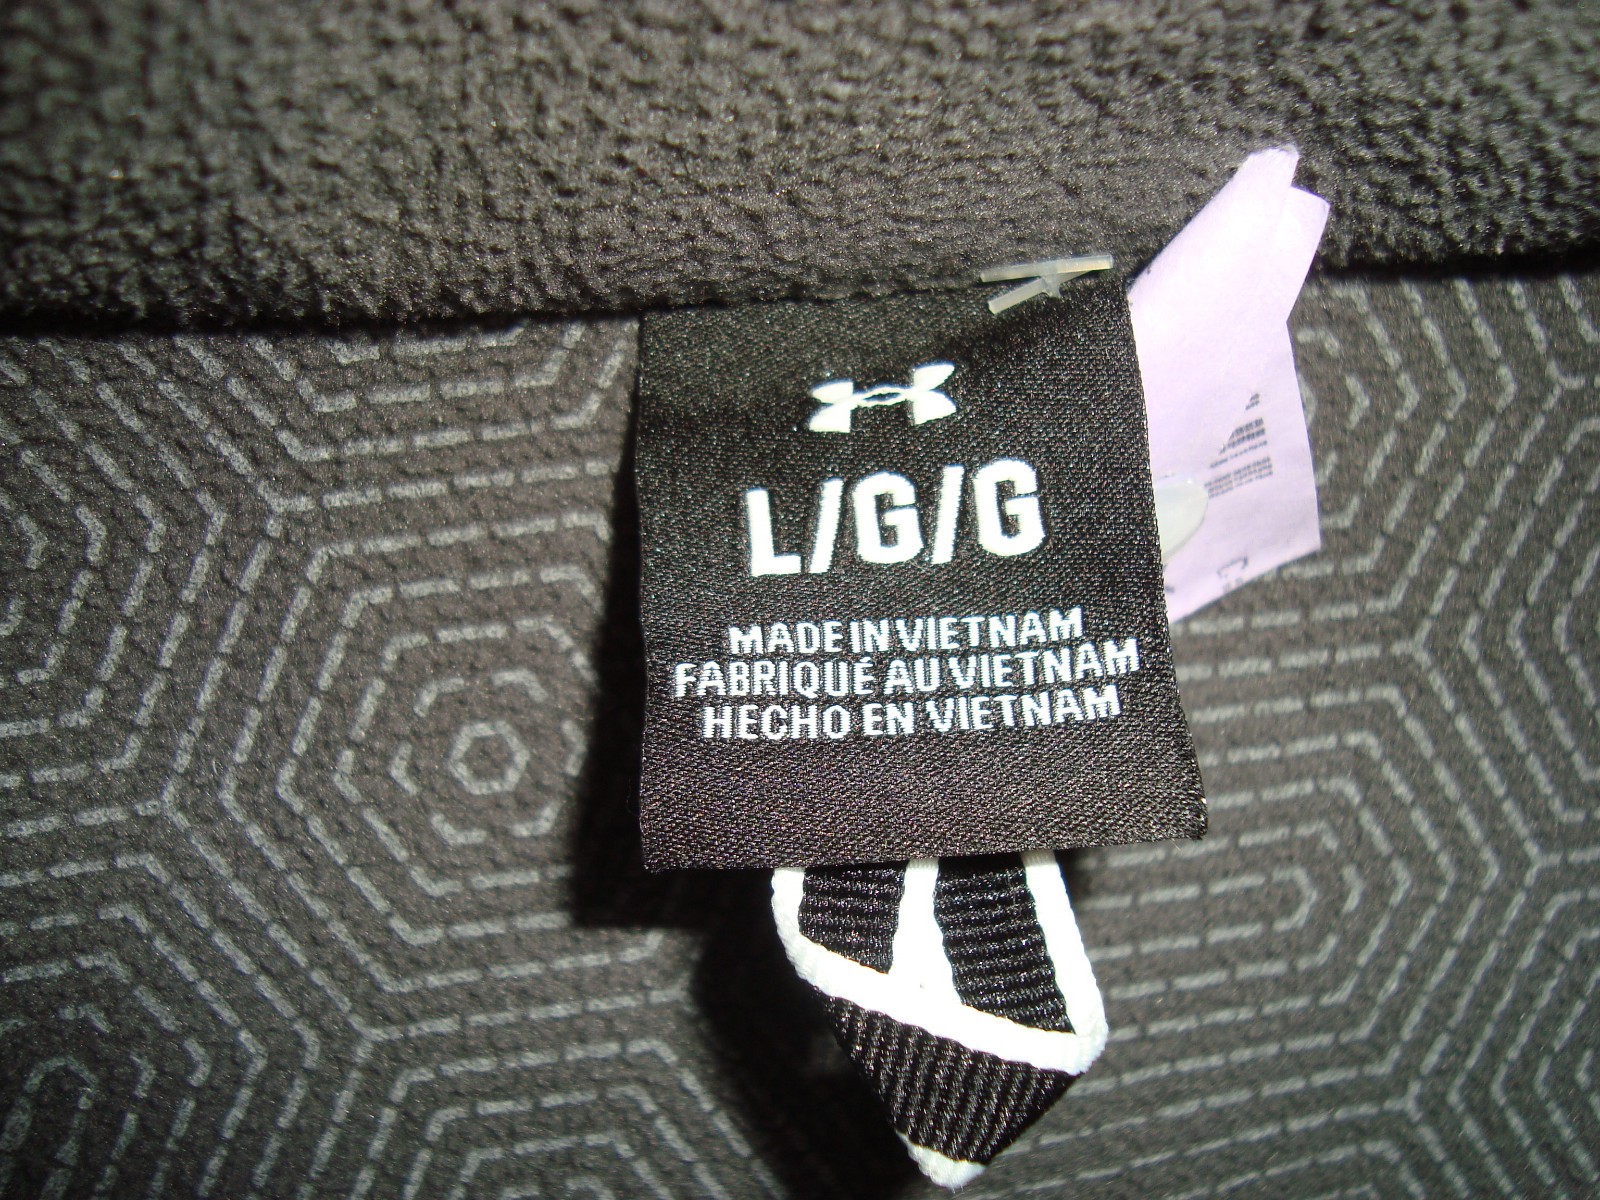 L/G/G
MADE IN VIETNAM
FABRIQUÉ AU VIETNAM
HECHO EN VIETNAM